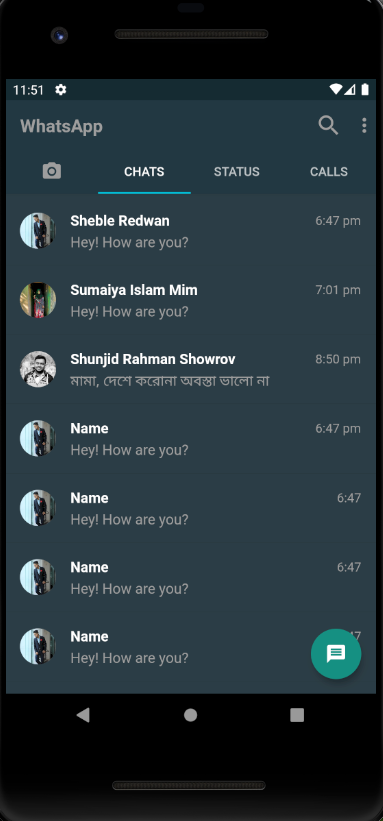 11:51
WhatsApp
CHATS STATUS CALLS
Sheble Redwan 6:47 pm
Hey! How are you?
Sumaiya Islam Mim 7:01 pm
Hey! How are you?
Shunjid Rahman Showrov 8:50 pm
মামা, দেশে করোনা অবস্তা ভালো না
Name 6:47 pm
Hey! How are you?
Name 6:47
Hey! How are you?
Name 6:47
Hey! How are you?
Name
Hey! How are you?